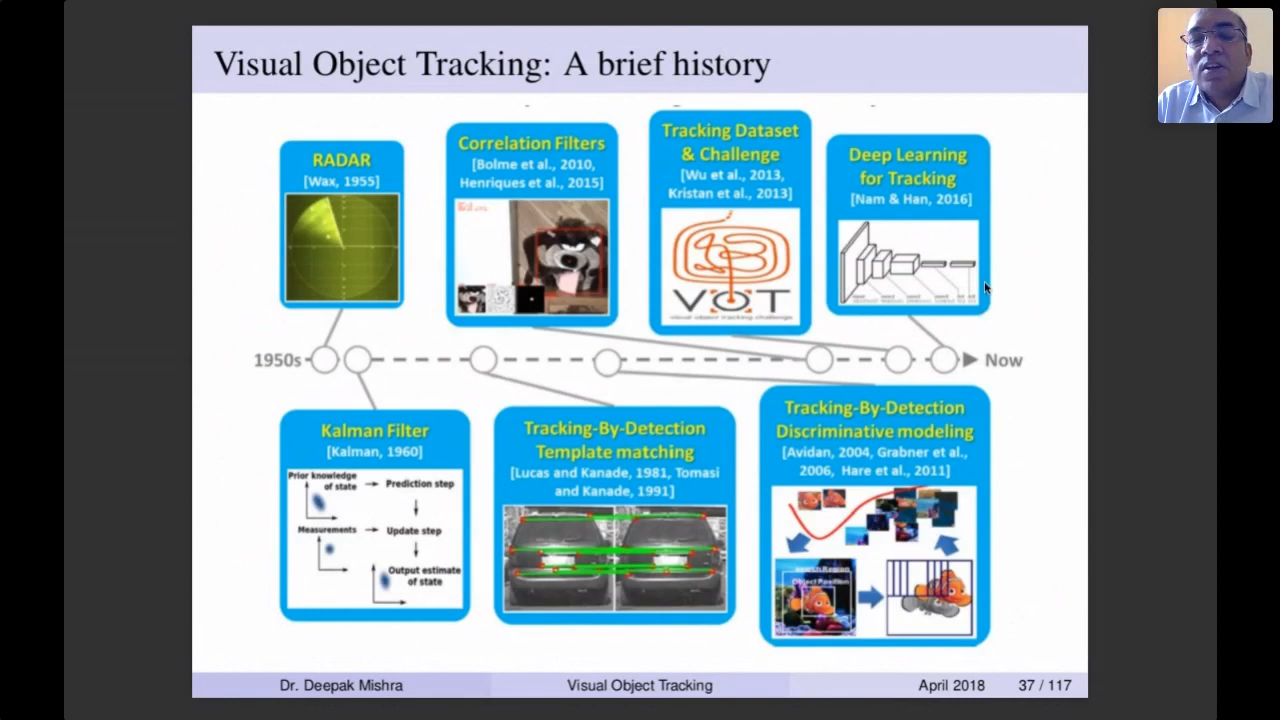 Visual Object Tracking: A brief history
RADAR
[Wax, 1955]
Correlation Filters
[Bolme et al., 2010,
Henriques et al., 2015]
Tracking Dataset
& Challenge
[Wu et al., 2013,
Kristan et al., 2013]
VOT
visual object tracking challenge
Deep Learning
for Tracking
[Nam & Han, 2016]
1950s
Now
Kalman Filter
[Kalman, 1960]
Prior knowledge
of state
Prediction step
Measurements
Update step
Output estimate
of state
Tracking-By-Detection
Template matching
[Lucas and Kanade, 1981, Tomasi
and Kanade, 1991]
Tracking-By-Detection
Discriminative modeling
[Avidan, 2004, Grabner et al.,
2006, Hare et al., 2011]
Search Region
Object
Dr. Deepak Mishra
Visual Object Tracking
April 2018
37 / 117